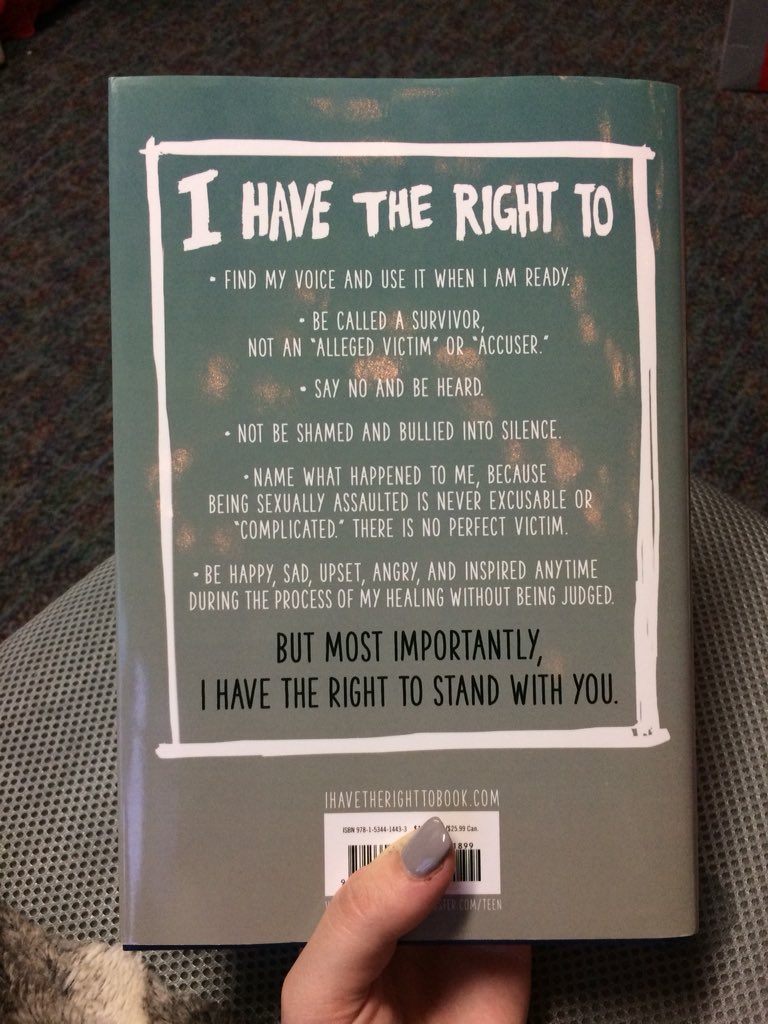 I HAVE THE RIGHT TO
• FIND MY VOICE AND USE IT WHEN I AM READY.
• BE CALLED A SURVIVOR,
NOT AN "ALLEGED VICTIM" OR "ACCUSER."
• SAY NO AND BE HEARD.
• NOT BE SHAMED AND BULLIED INTO SILENCE.
• NAME WHAT HAPPENED TO ME, BECAUSE
BEING SEXUALLY ASSAULTED IS NEVER EXCUSABLE OR
"COMPLICATED." THERE IS NO PERFECT VICTIM.
• BE HAPPY, SAD, UPSET, ANGRY, AND INSPIRED ANYTIME
DURING THE PROCESS OF MY HEALING WITHOUT BEING JUDGED.
BUT MOST IMPORTANTLY,
I HAVE THE RIGHT TO STAND WITH YOU.
IHAVETHERIGHTTOBOOK.COM
ISBN 978-1-5344-1443-3 /$25.99 Can.
1899
9
.COM/TEEN